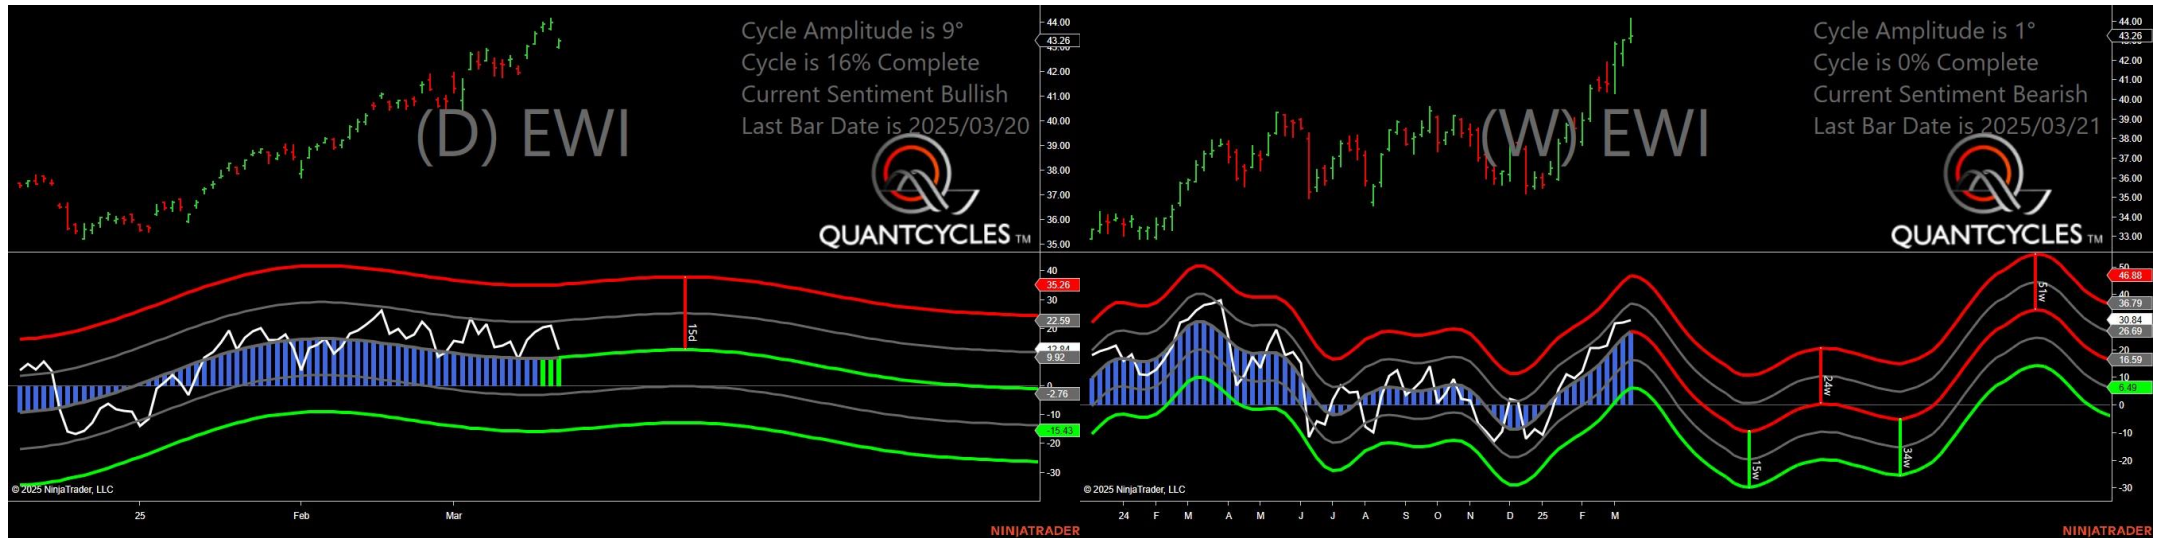 Cycle Amplitude is 9°
Cycle is 16% Complete
Current Sentiment Bullish
Last Bar Date is 2025/03/20
(D) EWI
QUANTCYCLES TM
44.00
43.26
42.00
41.00
40.00
39.00
38.00
37.00
36.00
35.00
40
35.26
30
22.59
20
9.92
0
-2.76
-10
-15.43
-20
-30
15d
© 2025 NinjaTrader, LLC
25 Feb Mar
NINJATRADER
Cycle Amplitude is 1°
Cycle is 0% Complete
Current Sentiment Bearish
Last Bar Date is 2025/03/21
(W) EWI
QUANTCYCLES TM
44.00
43.26
42.00
41.00
40.00
39.00
38.00
37.00
36.00
35.00
34.00
33.00
50
46.88
40
36.79
30.84
26.69
20
16.59
10
6.49
0
-10
-20
-30
51w
24w
34w
15w
© 2025 NinjaTrader, LLC
24 F M A M J J A S O N D 25 F M
NINJATRADER